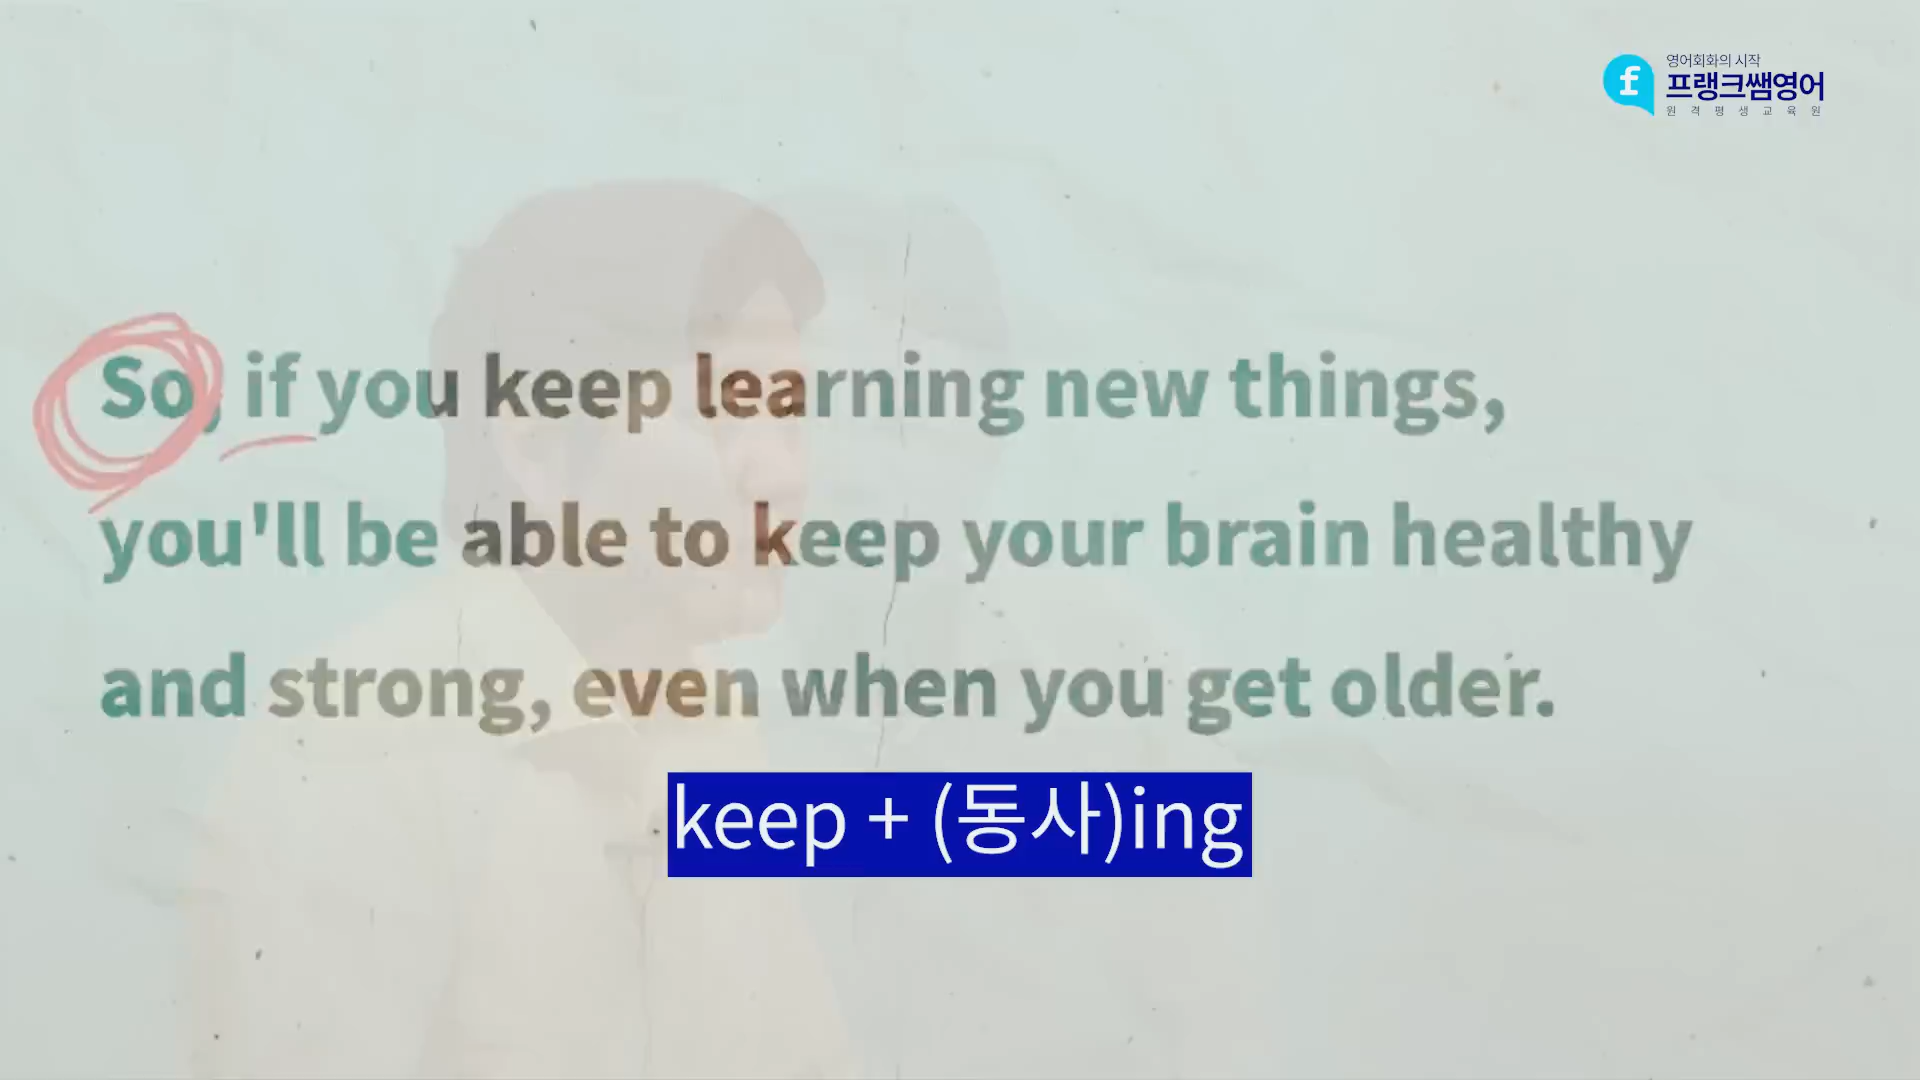 영어회화의 시작
프랭크쌤영어
원격평생교육원
So, if you keep learning new things,
you'll be able to keep your brain healthy
and strong, even when you get older.
keep + (동사)ing